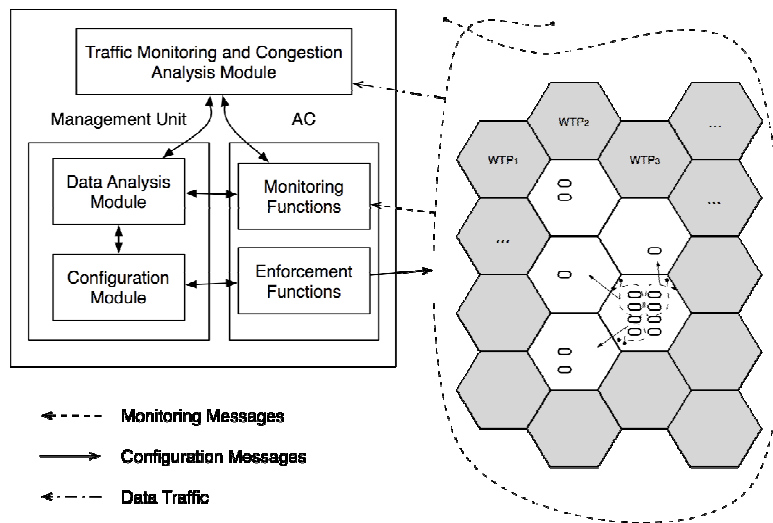 Traffic Monitoring and Congestion
Analysis Module
Management Unit
AC
Data Analysis
Module
Monitoring
Functions
Configuration
Module
Enforcement
Functions
WTP1
WTP2
WTP3
...
...
...
Monitoring Messages
Configuration Messages
Data Traffic